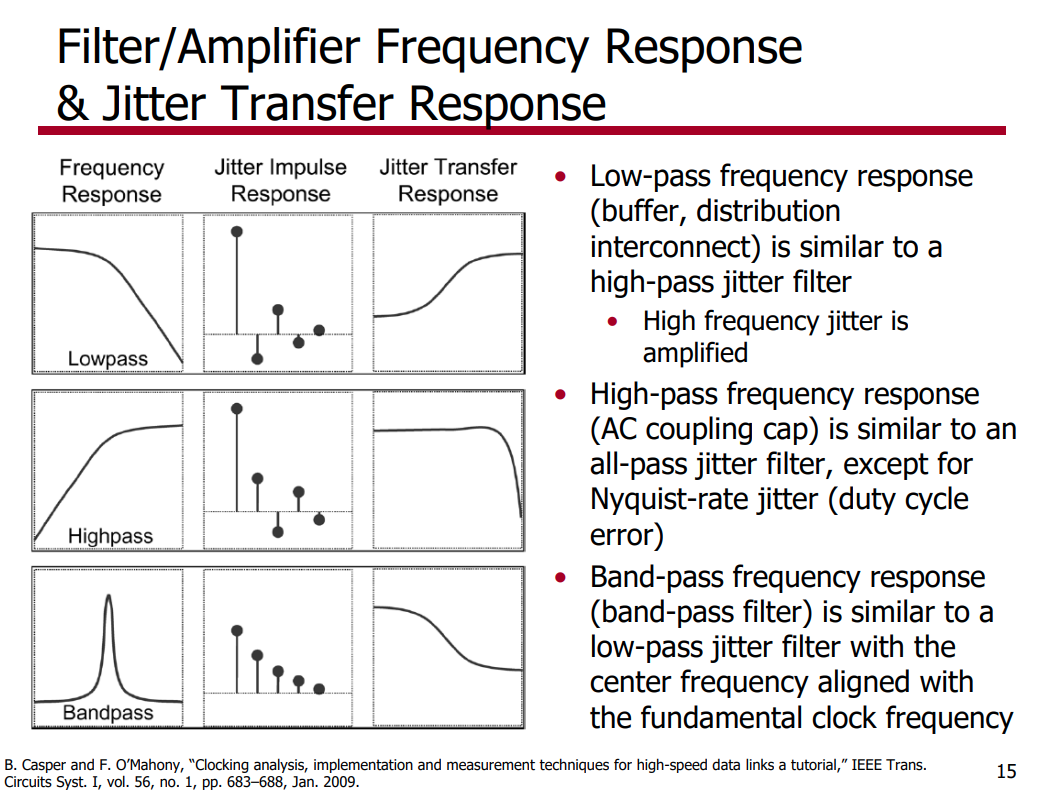 Filter/Amplifier Frequency Response
& Jitter Transfer Response
Frequency
Response
Jitter Impulse
Response
Jitter Transfer
Response
Lowpass
Highpass
Bandpass
• Low-pass frequency response
(buffer, distribution
interconnect) is similar to a
high-pass jitter filter
• High frequency jitter is
amplified
• High-pass frequency response
(AC coupling cap) is similar to an
all-pass jitter filter, except for
Nyquist-rate jitter (duty cycle
error)
• Band-pass frequency response
(band-pass filter) is similar to a
low-pass jitter filter with the
center frequency aligned with
the fundamental clock frequency
B. Casper and F. O’Mahony, “Clocking analysis, implementation and measurement techniques for high-speed data links a tutorial,” IEEE Trans.
Circuits Syst. I, vol. 56, no. 1, pp. 683–688, Jan. 2009.
15